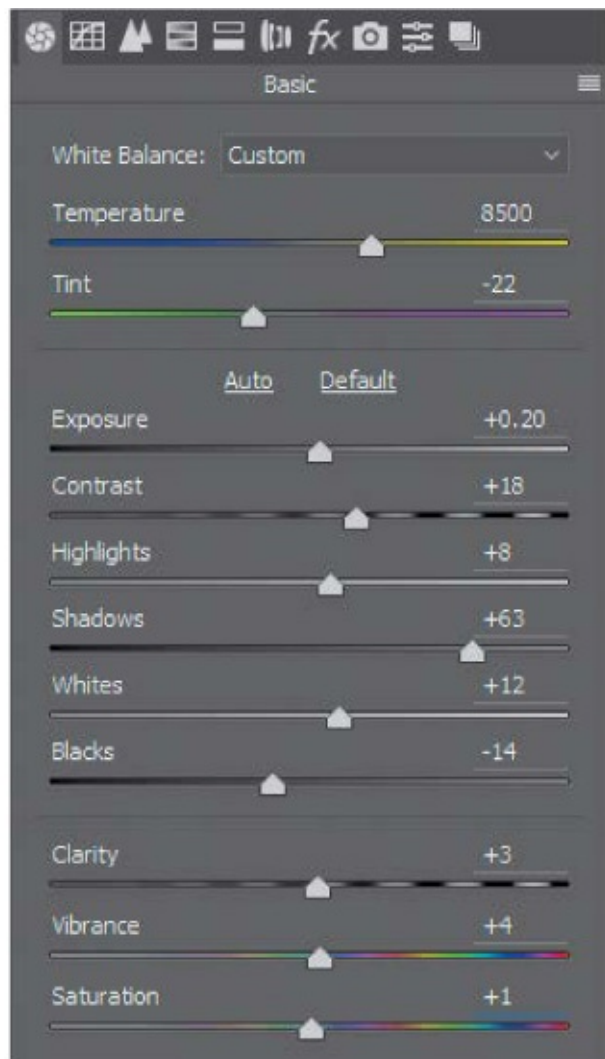 Basic
White Balance: Custom
Temperature 8500
Tint -22
Auto Default
Exposure +0.20
Contrast +18
Highlights +8
Shadows +63
Whites +12
Blacks -14
Clarity +3
Vibrance +4
Saturation +1